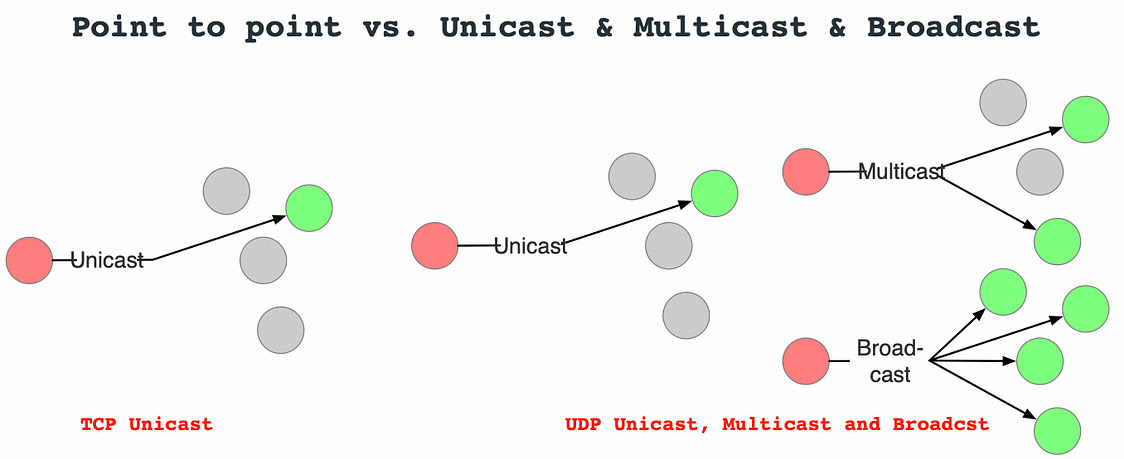 Point to point vs. Unicast & Multicast & Broadcast
Unicast
Unicast
Multicast
Broad-
cast
TCP Unicast
UDP Unicast, Multicast and Broadcst